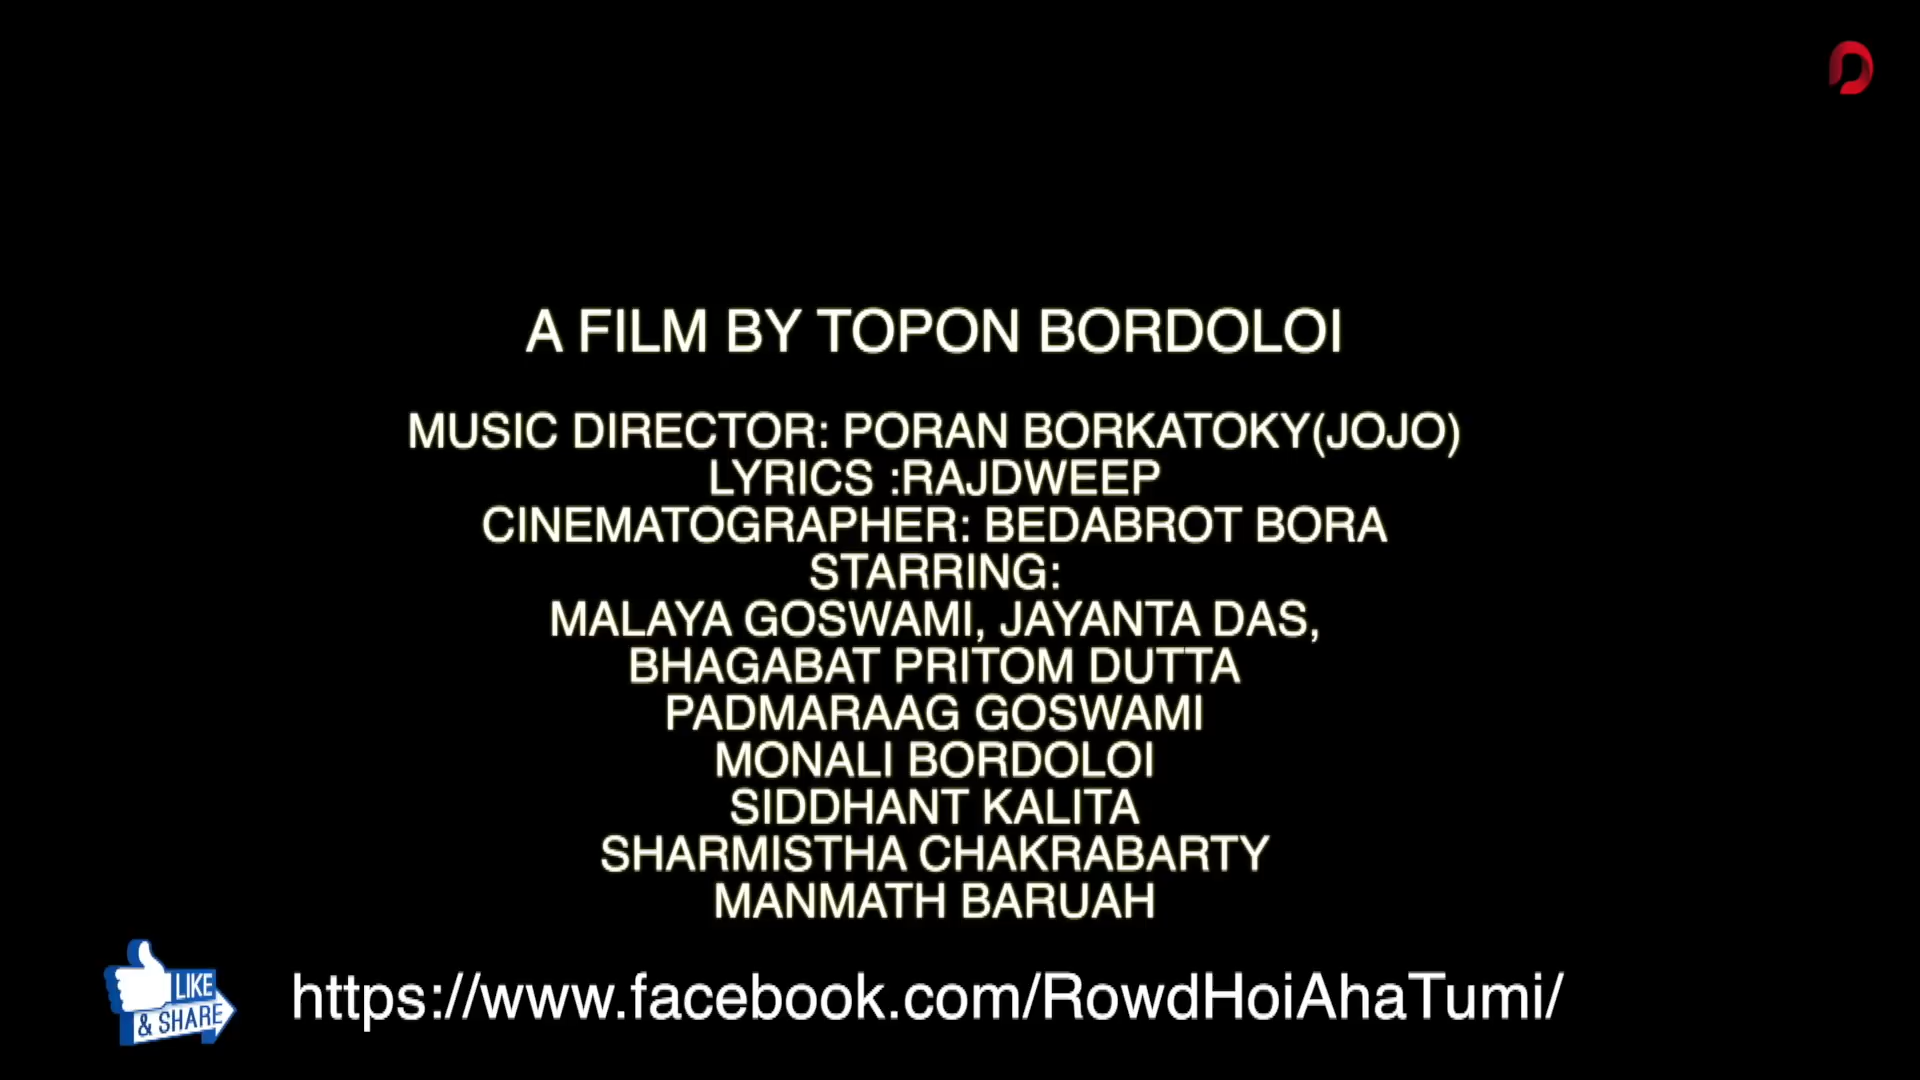 A FILM BY TOPON BORDOLOI
MUSIC DIRECTOR: PORAN BORKATOKY(JOJO)
LYRICS :RAJDWEEP
CINEMATOGRAPHER: BEDABROT BORA
STARRING:
MALAYA GOSWAMI, JAYANTA DAS,
BHAGABAT PRITOM DUTTA
PADMARAAG GOSWAMI
MONALI BORDOLOI
SIDDHANT KALITA
SHARMISTHA CHAKRABARTY
MANMATH BARUAH
LIKE
& SHARE
https://www.facebook.com/RowdHoiAhaTumi/